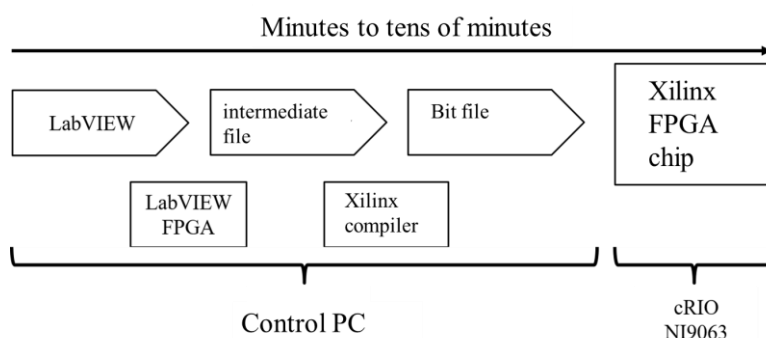 Minutes to tens of minutes
LabVIEW
intermediate
file
Bit file
Xilinx
FPGA
chip
LabVIEW
FPGA
Xilinx
compiler
Control PC
cRIO
NI9063